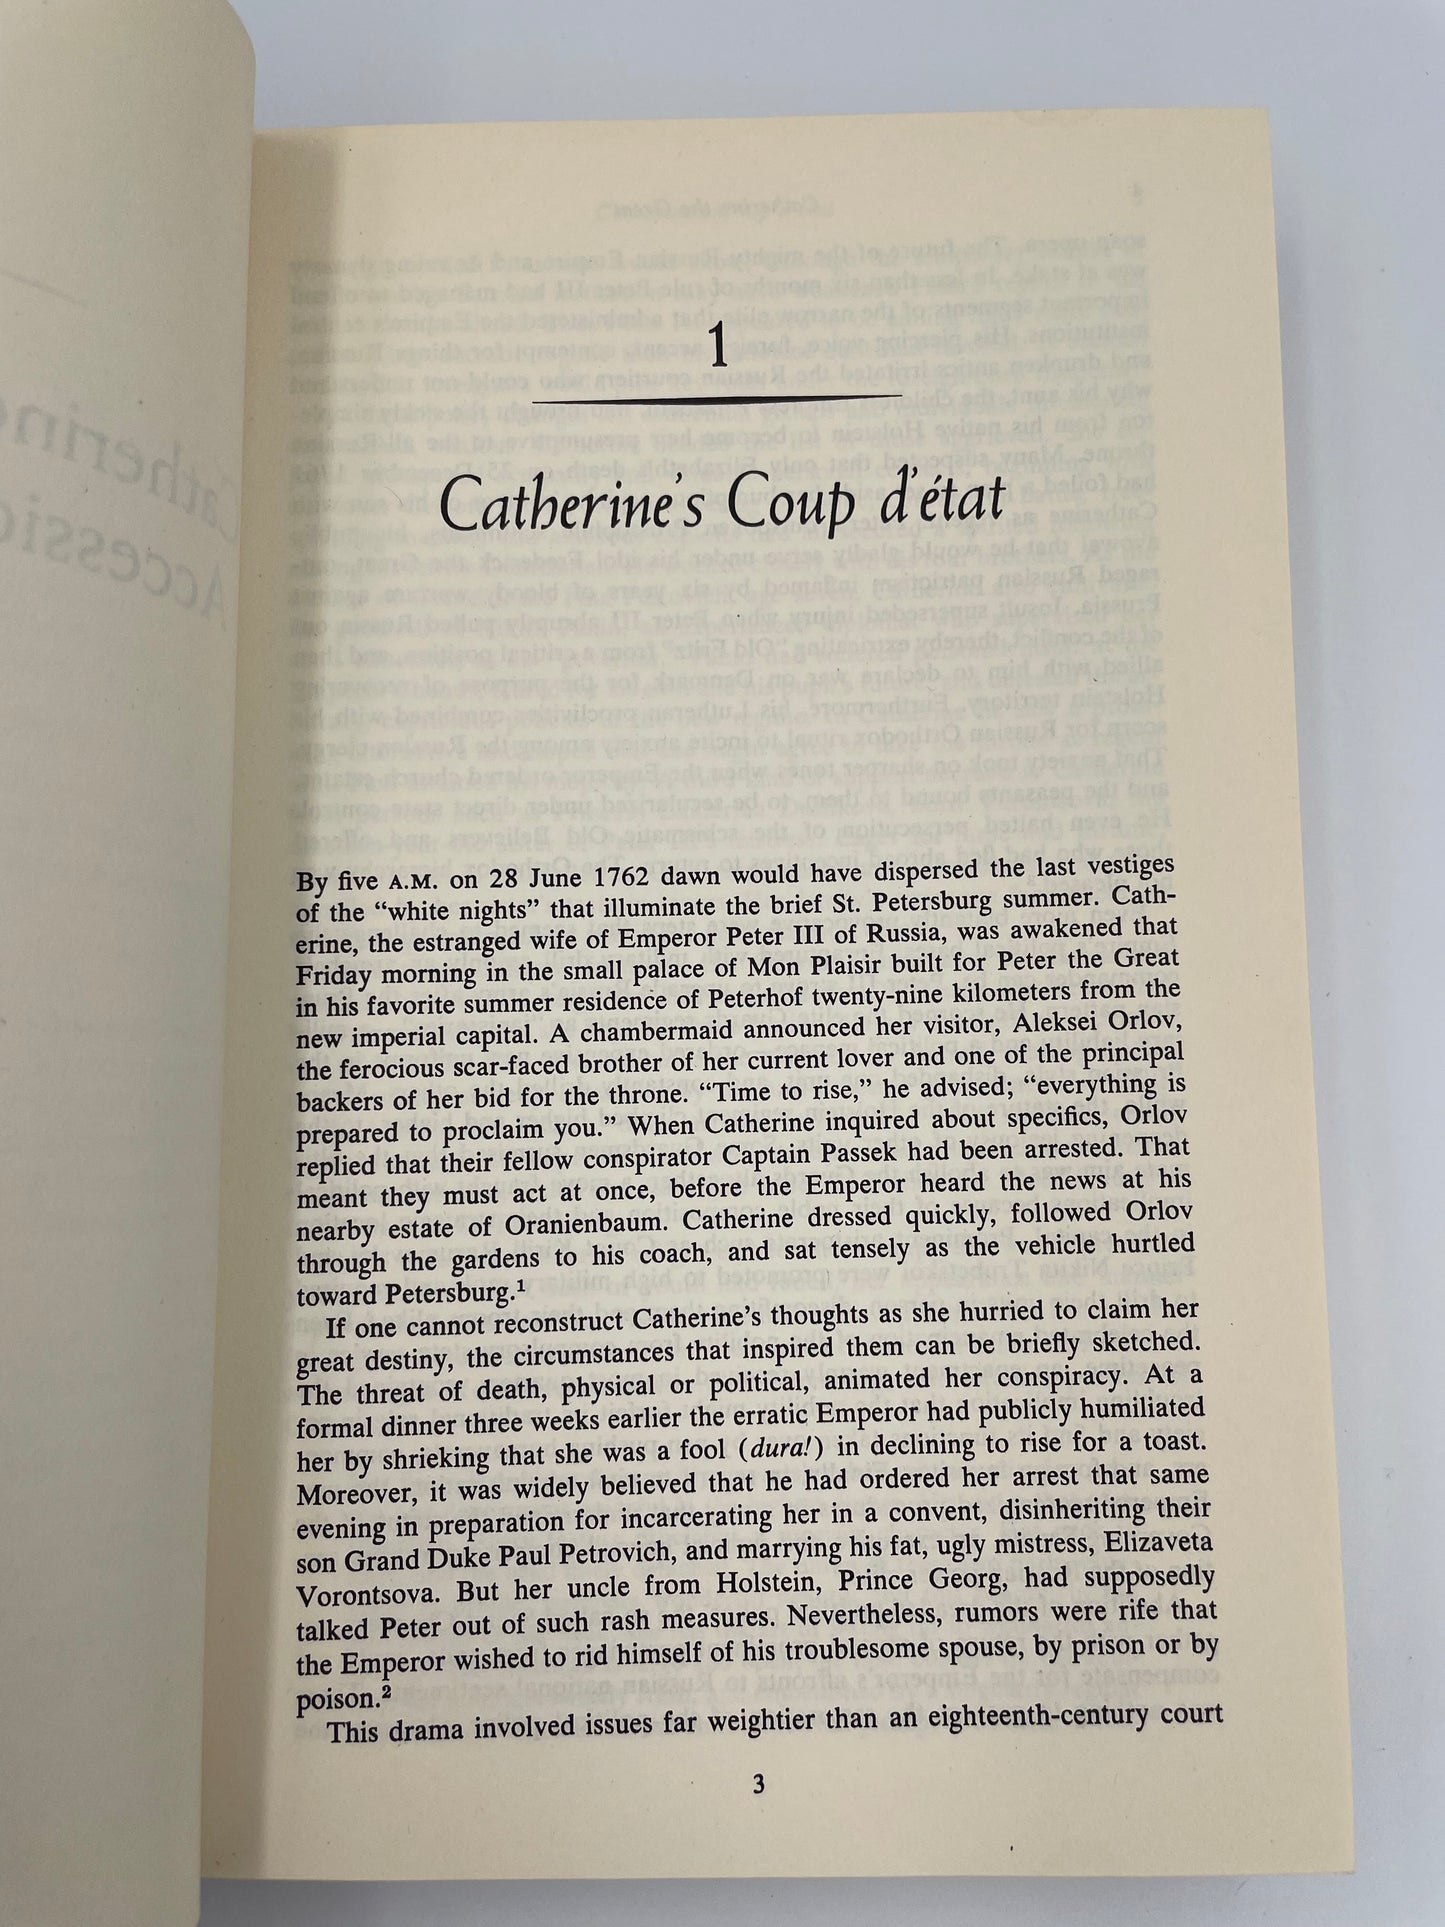 1
Catherine's Coup d'état
By five A.M. on 28 June 1762 dawn would have dispersed the last vestiges
of the “white nights” that illuminate the brief St. Petersburg summer. Cath-
erine, the estranged wife of Emperor Peter III of Russia, was awakened that
Friday morning in the small palace of Mon Plaisir built for Peter the Great
in his favorite summer residence of Peterhof twenty-nine kilometers from the
new imperial capital. A chambermaid announced her visitor, Aleksei Orlov,
the ferocious scar-faced brother of her current lover and one of the principal
backers of her bid for the throne. “Time to rise,” he advised; “everything is
prepared to proclaim you.” When Catherine inquired about specifics, Orlov
replied that their fellow conspirator Captain Passek had been arrested. That
meant they must act at once, before the Emperor heard the news at his
nearby estate of Oranienbaum. Catherine dressed quickly, followed Orlov
through the gardens to his coach, and sat tensely as the vehicle hurtled
toward Petersburg.¹
If one cannot reconstruct Catherine's thoughts as she hurried to claim her
great destiny, the circumstances that inspired them can be briefly sketched.
The threat of death, physical or political, animated her conspiracy. At a
formal dinner three weeks earlier the erratic Emperor had publicly humiliated
her by shrieking that she was a fool (dura!) in declining to rise for a toast.
Moreover, it was widely believed that he had ordered her arrest that same
evening in preparation for incarcerating her in a convent, disinheriting their
son Grand Duke Paul Petrovich, and marrying his fat, ugly mistress, Elizaveta
Vorontsova. But her uncle from Holstein, Prince Georg, had supposedly
talked Peter out of such rash measures. Nevertheless, rumors were rife that
the Emperor wished to rid himself of his troublesome spouse, by prison or by
poison.²
This drama involved issues far weightier than an eighteenth-century court
3